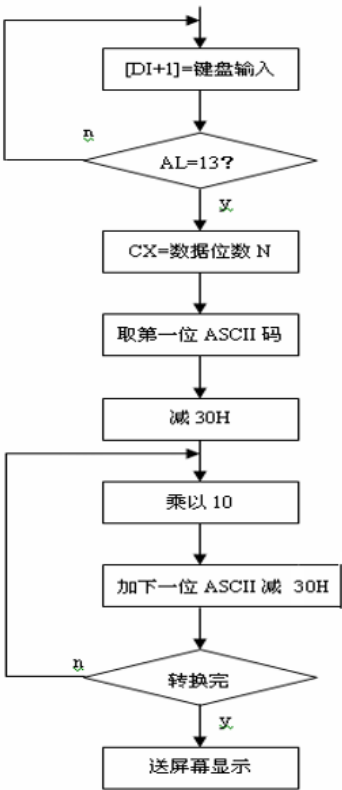 [DI+1]=键盘输入
n
AL=13?
y
CX=数据位数 N
取第一位 ASCII 码
减 30H
乘以 10
加下一位 ASCII 减 30H
n
转换完
y
送屏幕显示